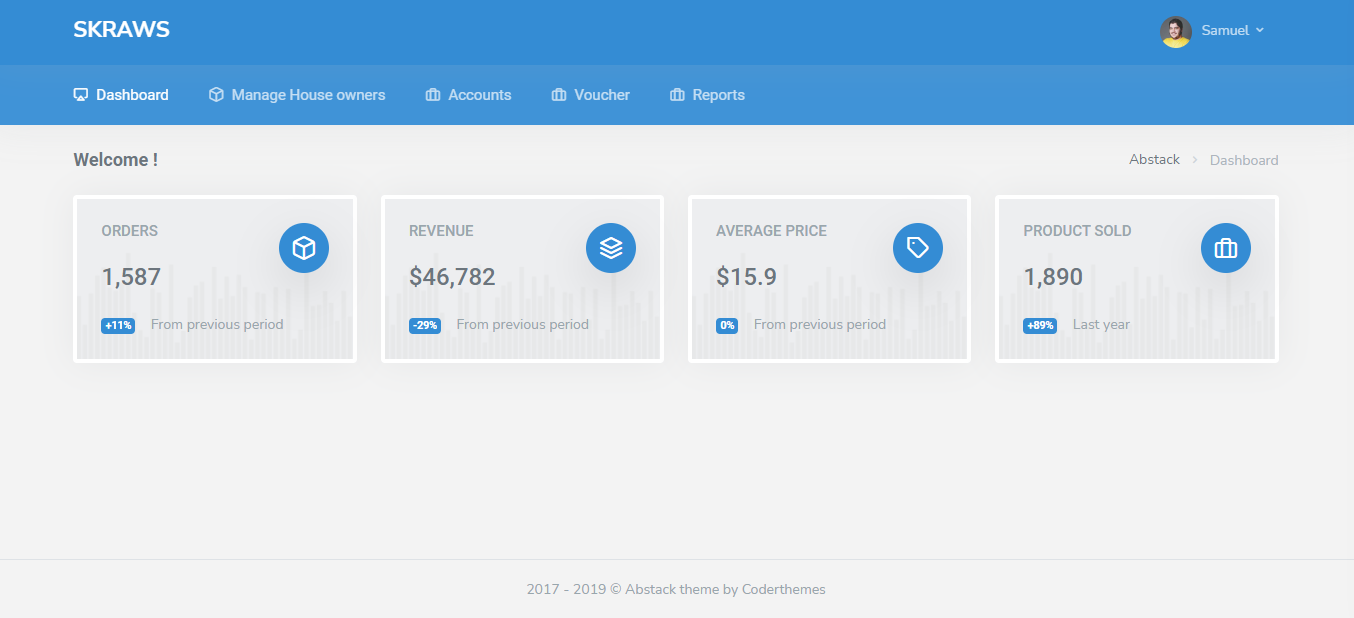 SKRAWS
Samuel
Dashboard
Manage House owners
Accounts
Voucher
Reports
Welcome !
Abstack
Dashboard
ORDERS
1,587
+11% From previous period
REVENUE
$46,782
-29% From previous period
AVERAGE PRICE
$15.9
0% From previous period
PRODUCT SOLD
1,890
+89% Last year
2017 - 2019 © Abstack theme by Coderthemes